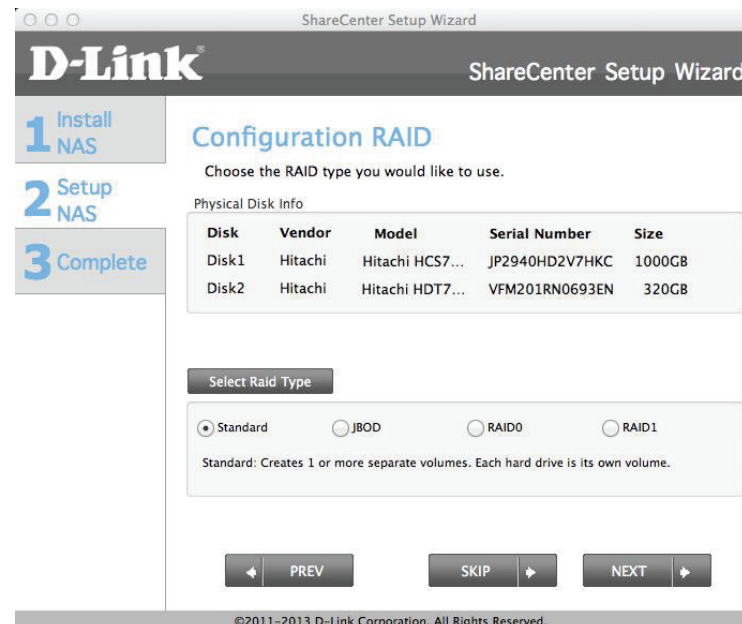 ShareCenter Setup Wizard
D-Link®
ShareCenter Setup Wizard
1 Install NAS
2 Setup NAS
3 Complete
Configuration RAID
Choose the RAID type you would like to use.
Physical Disk Info
Disk Vendor Model Serial Number Size
Disk1 Hitachi Hitachi HCS7... JP2940HD2V7HKC 1000GB
Disk2 Hitachi Hitachi HDT7... VFM201RN0693EN 320GB
Select Raid Type
Standard JBOD RAID0 RAID1
Standard: Creates 1 or more separate volumes. Each hard drive is its own volume.
PREV SKIP NEXT
©2011-2013 D-Link Corporation. All Rights Reserved.